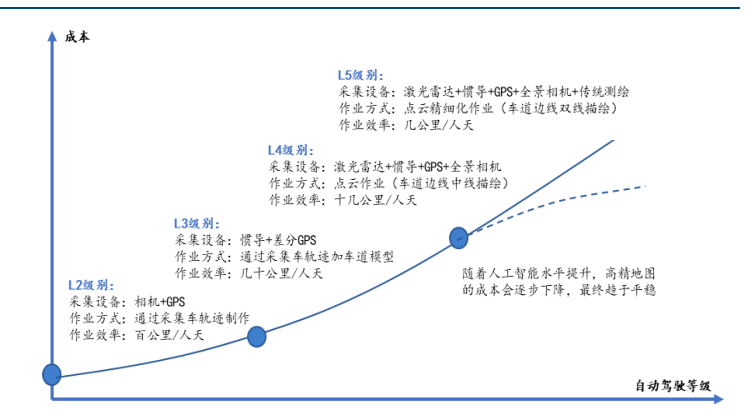 成本
L5级别:
采集设备: 激光雷达+惯导+GPS+全景相机+传统测绘
作业方式: 点云精细化作业（车道边线双线描绘）
作业效率: 几公里/人天
L4级别:
采集设备: 激光雷达+惯导+GPS+全景相机
作业方式: 点云作业（车道边线中线描绘）
作业效率: 十几公里/人天
L3级别:
采集设备: 惯导+差分GPS
作业方式: 通过采集车轨迹加车道模型
作业效率: 几十公里/人天
L2级别:
采集设备: 相机+GPS
作业方式: 通过采集车轨迹制作
作业效率: 百公里/人天
随着人工智能水平提升, 高精地图
的成本会逐步下降, 最终趋于平稳
自动驾驶等级